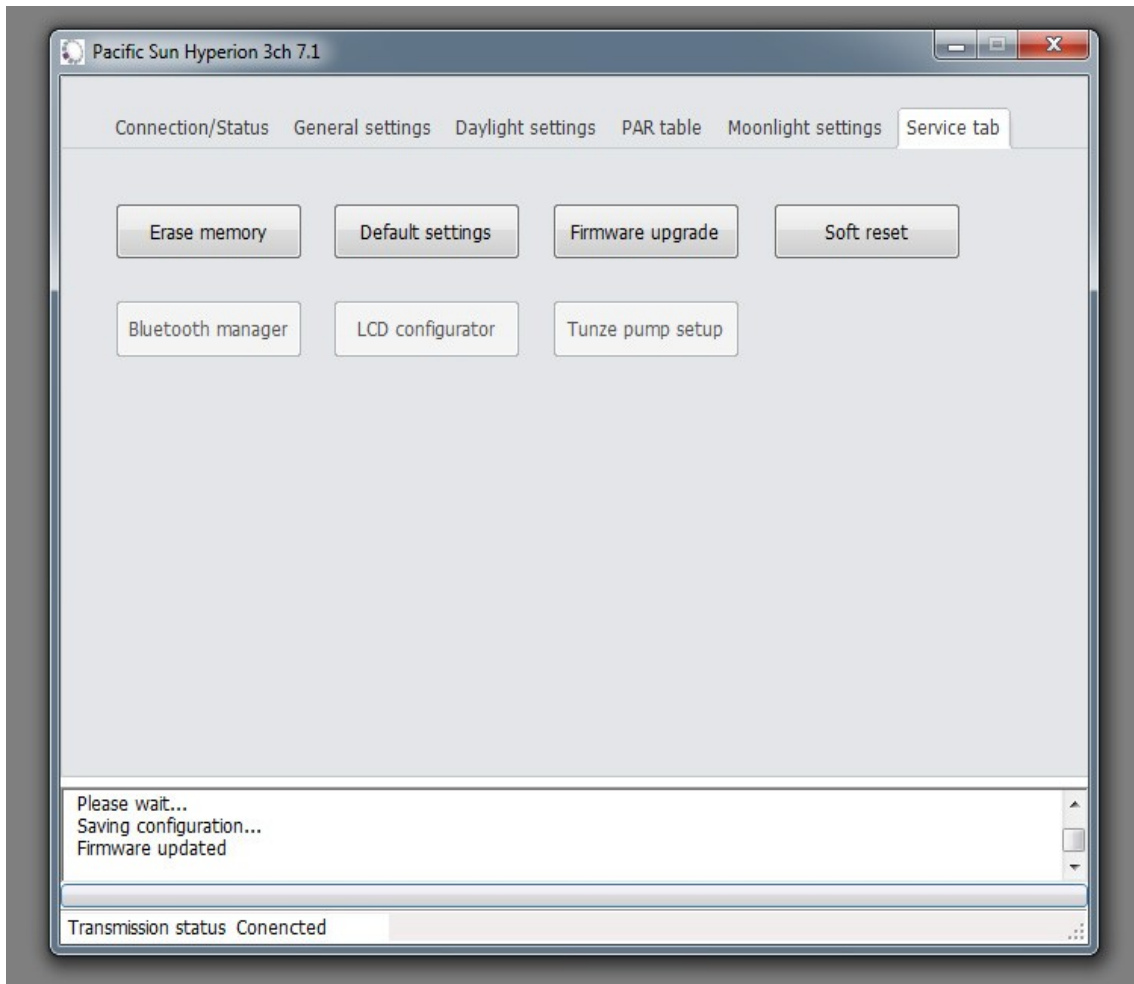 Pacific Sun Hyperion 3ch 7.1
Connection/Status General settings Daylight settings PAR table Moonlight settings Service tab
Erase memory Default settings Firmware upgrade Soft reset
Bluetooth manager LCD configurator Tunze pump setup
Please wait...
Saving configuration...
Firmware updated
Transmission status Conencted